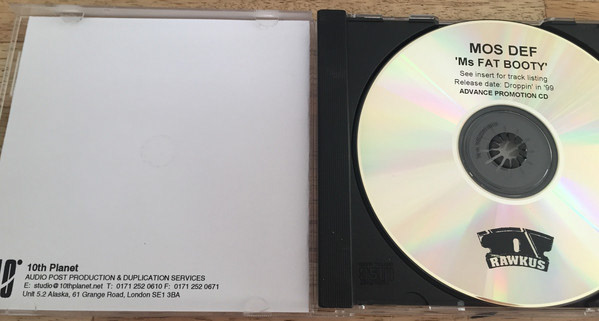 10°
10th Planet
AUDIO POST PRODUCTION & DUPLICATION SERVICES
E: studio@10thplanet.net T: 0171 252 0610 F: 0171 252 0671
Unit 5.2 Alaska, 61 Grange Road, London SE1 3BA
MOS DEF
'Ms FAT BOOTY'
See insert for track listing
Release date: Droppin' in '99
ADVANCE PROMOTION CD
RAWKUS